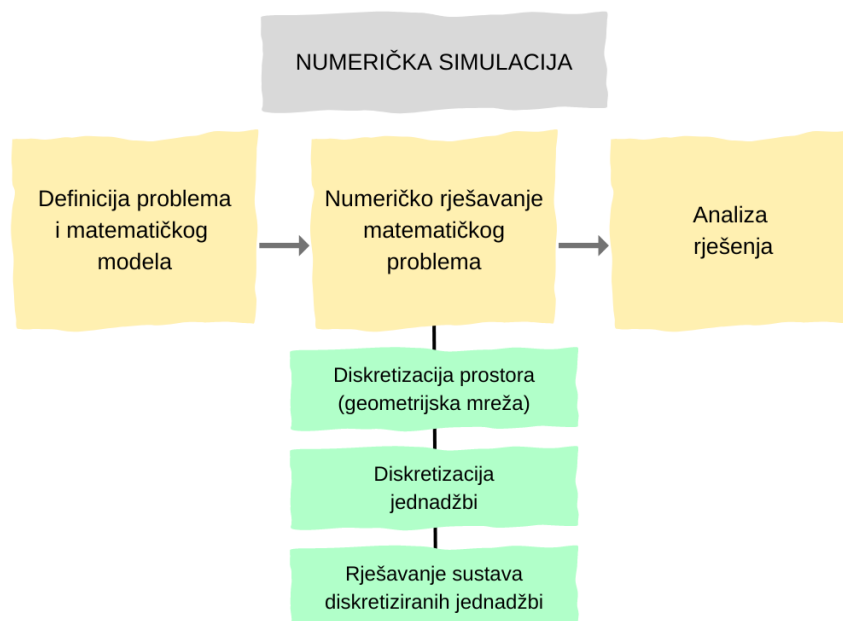 NUMERIČKA SIMULACIJA
Definicija problema
i matematičkog
modela
Numeričko rješavanje
matematičkog
problema
Analiza
rješenja
Diskretizacija prostora
(geometrijska mreža)
Diskretizacija
jednadžbi
Rješavanje sustava
diskretiziranih jednadžbi